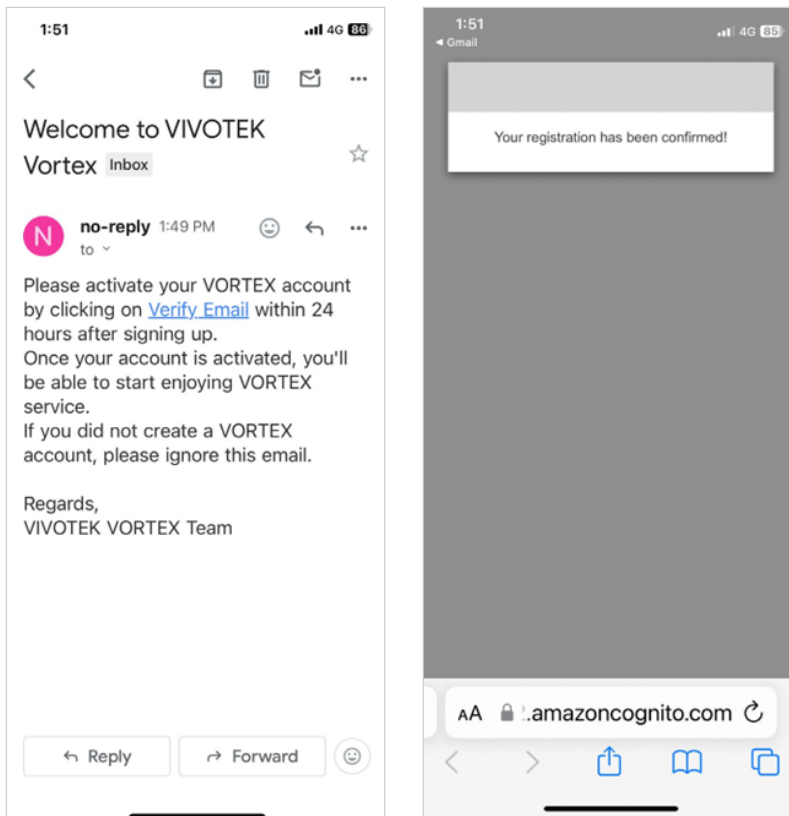 1:51
4G 86
Welcome to VIVOTEK
Vortex Inbox
N
no-reply 1:49 PM
to
Please activate your VORTEX account
by clicking on Verify Email within 24
hours after signing up.
Once your account is activated, you'll
be able to start enjoying VORTEX
service.
If you did not create a VORTEX
account, please ignore this email.
Regards,
VIVOTEK VORTEX Team
Reply
Forward
1:51
4G 85
Gmail
Your registration has been confirmed!
AA .amazoncognito.com